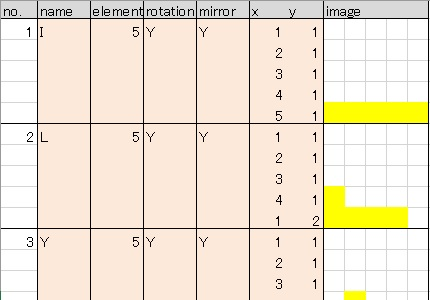 no. name element rotation mirror x y image
1 I 5 Y Y 1 1
2 1
3 1
4 1
5 1
2 L 5 Y Y 1 1
2 1
3 1
4 1
1 2
3 Y 5 Y Y 1 1
2 1
3 1